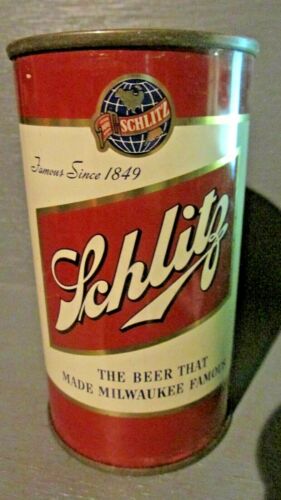 SCHLITZ
Famous Since 1849
Schlitz
THE BEER THAT
MADE MILWAUKEE FAMOUS